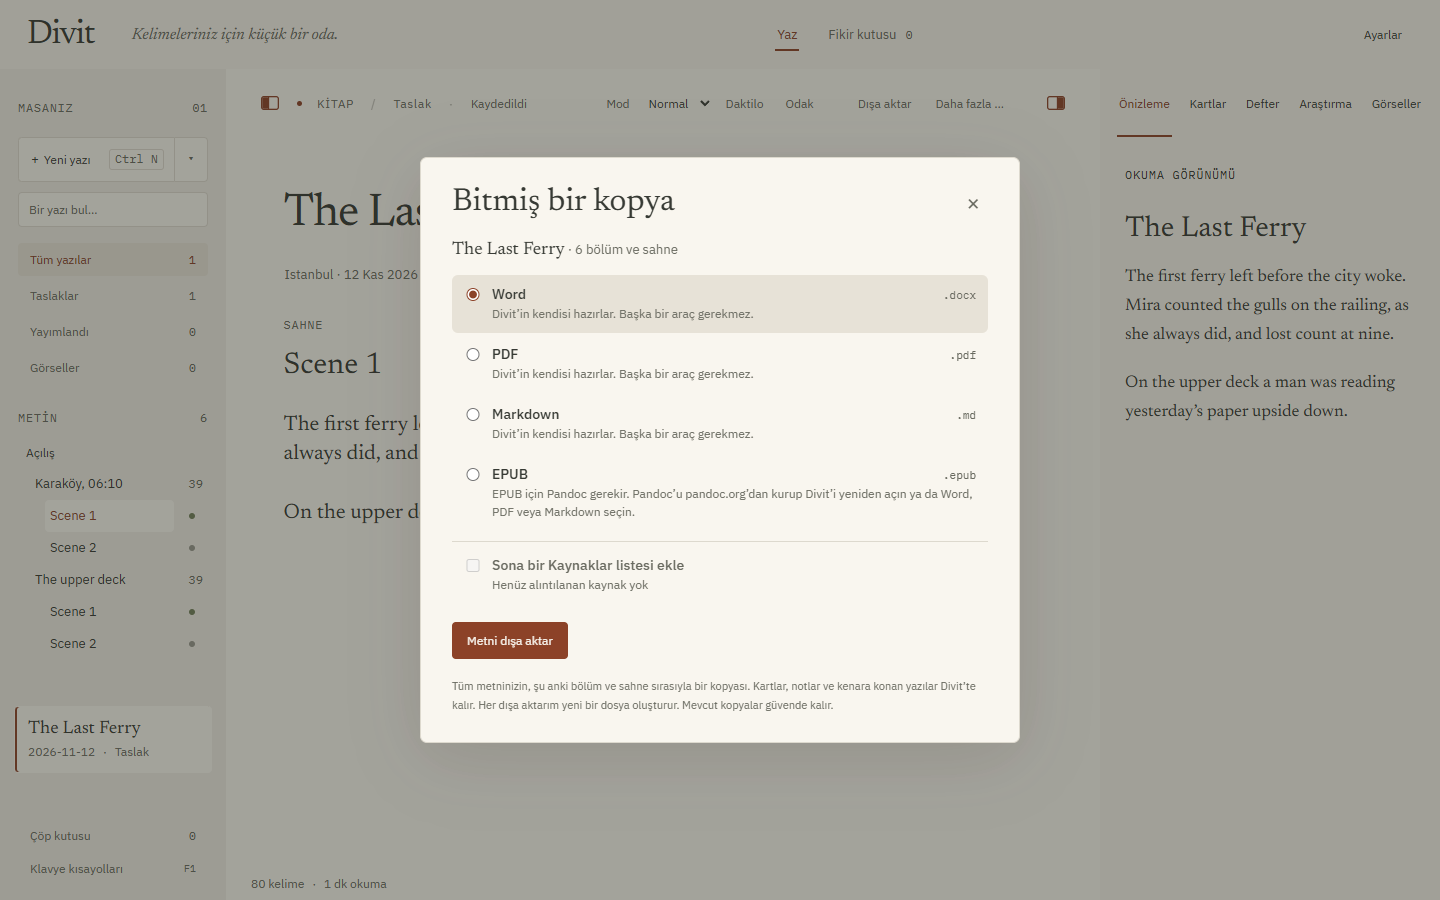 Divit
Kelimeleriniz için küçük bir oda.
Yaz
Fikir kutusu 0
Ayarlar
MASANIZ 01
+ Yeni yazı Ctrl N
Bir yazı bul...
Tüm yazılar 1
Taslaklar 1
Yayımlandı 0
Görseller 0
METİN 6
Açılış
Karaköy, 06:10 39
Scene 1
Scene 2
The upper deck 39
Scene 1
Scene 2
The Last Ferry
2026-11-12 · Taslak
Çöp kutusu 0
Klavye kısayolları F1
KİTAP / Taslak · Kaydedildi
Mod Normal Daktilo Odak
Dışa aktar Daha fazla ...
The Las
Istanbul · 12 Kas 2026
SAHNE
Scene 1
The first ferry l
always did, and
On the upper d
80 kelime · 1 dk okuma
Bitmiş bir kopya ×
The Last Ferry · 6 bölüm ve sahne
Word .docx
Divit’in kendisi hazırlar. Başka bir araç gerekmez.
PDF .pdf
Divit’in kendisi hazırlar. Başka bir araç gerekmez.
Markdown .md
Divit’in kendisi hazırlar. Başka bir araç gerekmez.
EPUB .epub
EPUB için Pandoc gerekir. Pandoc’u pandoc.org’dan kurup Divit’i yeniden açın ya da Word,
PDF veya Markdown seçin.
Sona bir Kaynaklar listesi ekle
Henüz alıntılanan kaynak yok
Metni dışa aktar
Tüm metninizin, şu anki bölüm ve sahne sırasıyla bir kopyası. Kartlar, notlar ve kenara konan yazılar Divit’te
kalır. Her dışa aktarım yeni bir dosya oluşturur. Mevcut kopyalar güvende kalır.
Önizleme Kartlar Defter Araştırma Görseller
OKUMA GÖRÜNÜMÜ
The Last Ferry
The first ferry left before the city woke.
Mira counted the gulls on the railing, as
she always did, and lost count at nine.
On the upper deck a man was reading
yesterday’s paper upside down.